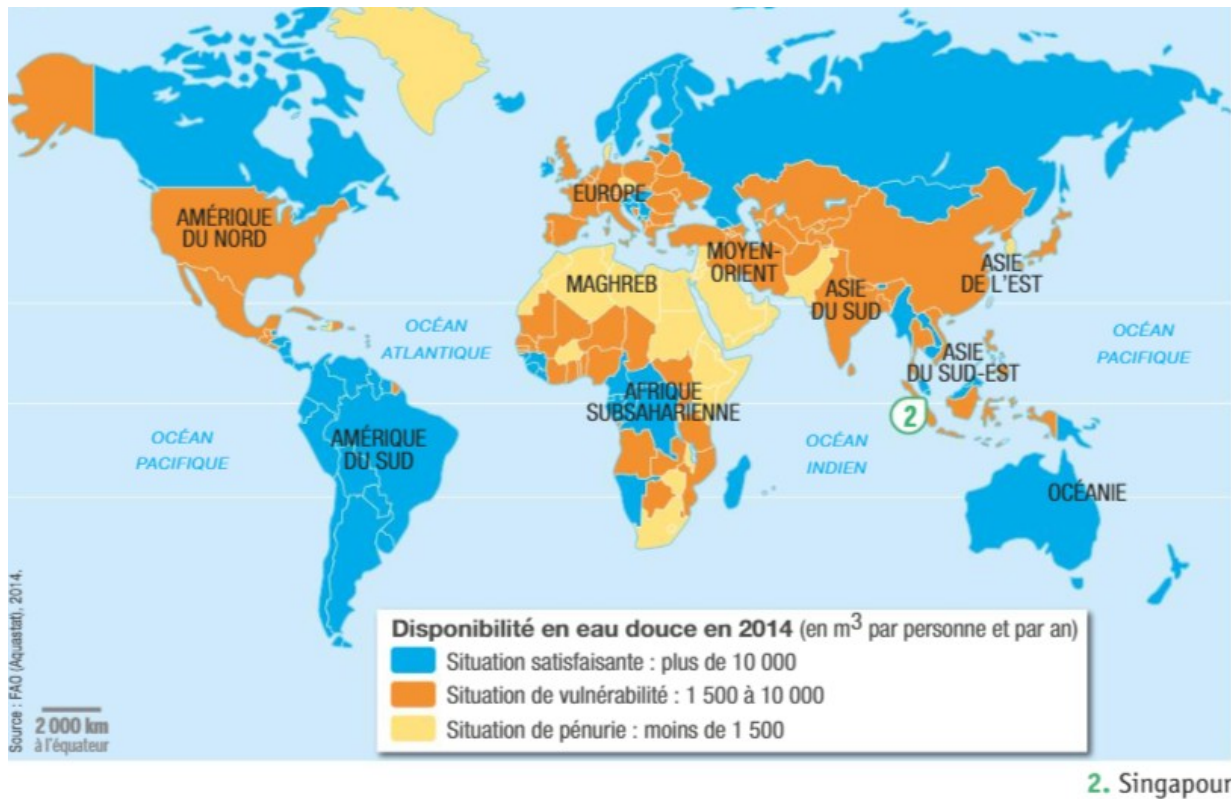 AMÉRIQUE
DU NORD
EUROPE
MOYEN-
ORIENT
MAGHREB
ASIE
DU SUD
ASIE
DE L'EST
OCÉAN
ATLANTIQUE
OCÉAN
PACIFIQUE
ASIE
DU SUD-EST
AFRIQUE
SUBSAHARIENNE
2
OCÉAN
PACIFIQUE
AMÉRIQUE
DU SUD
OCÉAN
INDIEN
OCÉANIE
Source : FAO (Aquastat), 2014.
2 000 km
à l'équateur
Disponibilité en eau douce en 2014 (en m³ par personne et par an)
Situation satisfaisante : plus de 10 000
Situation de vulnérabilité : 1 500 à 10 000
Situation de pénurie : moins de 1 500
2. Singapour